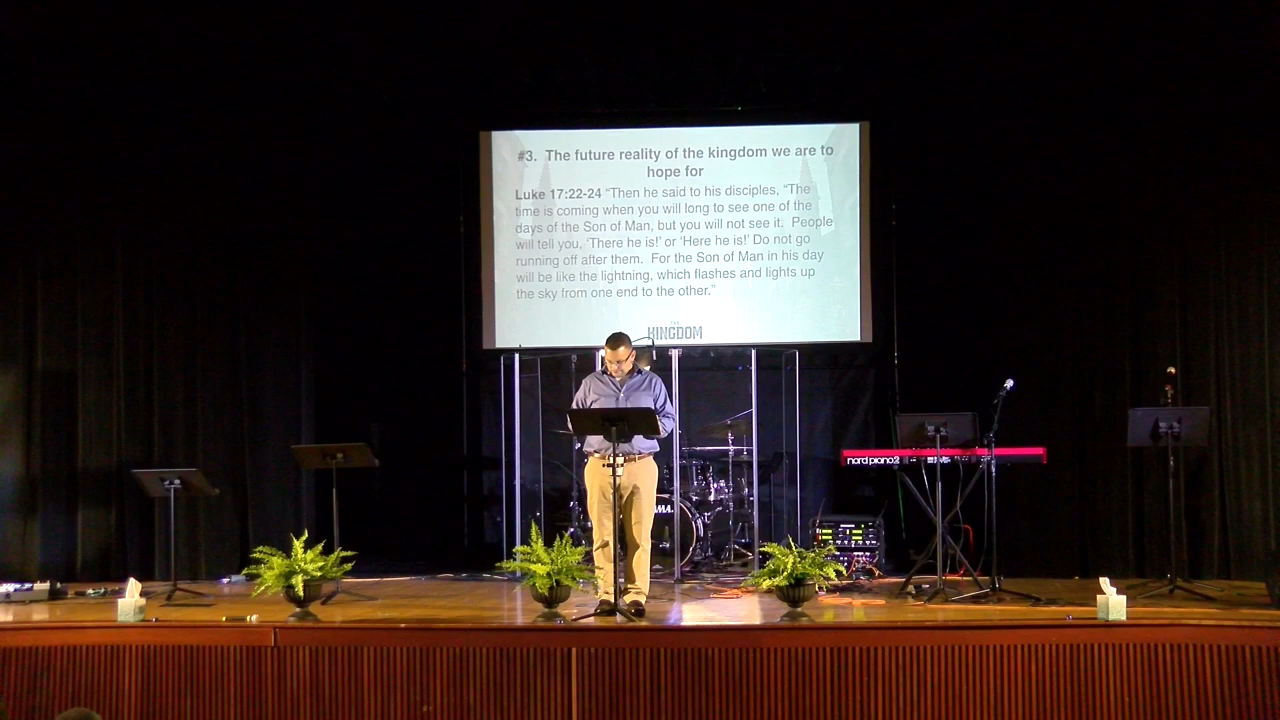 #3.  The future reality of the kingdom we are to
hope for
Luke 17:22-24 “Then he said to his disciples, “The
time is coming when you will long to see one of the
days of the Son of Man, but you will not see it.  People
will tell you, ‘There he is!’ or ‘Here he is!’ Do not go
running off after them.  For the Son of Man in his day
will be like the lightning, which flashes and lights up
the sky from one end to the other.”
THE
KINGDOM
nord piano 2